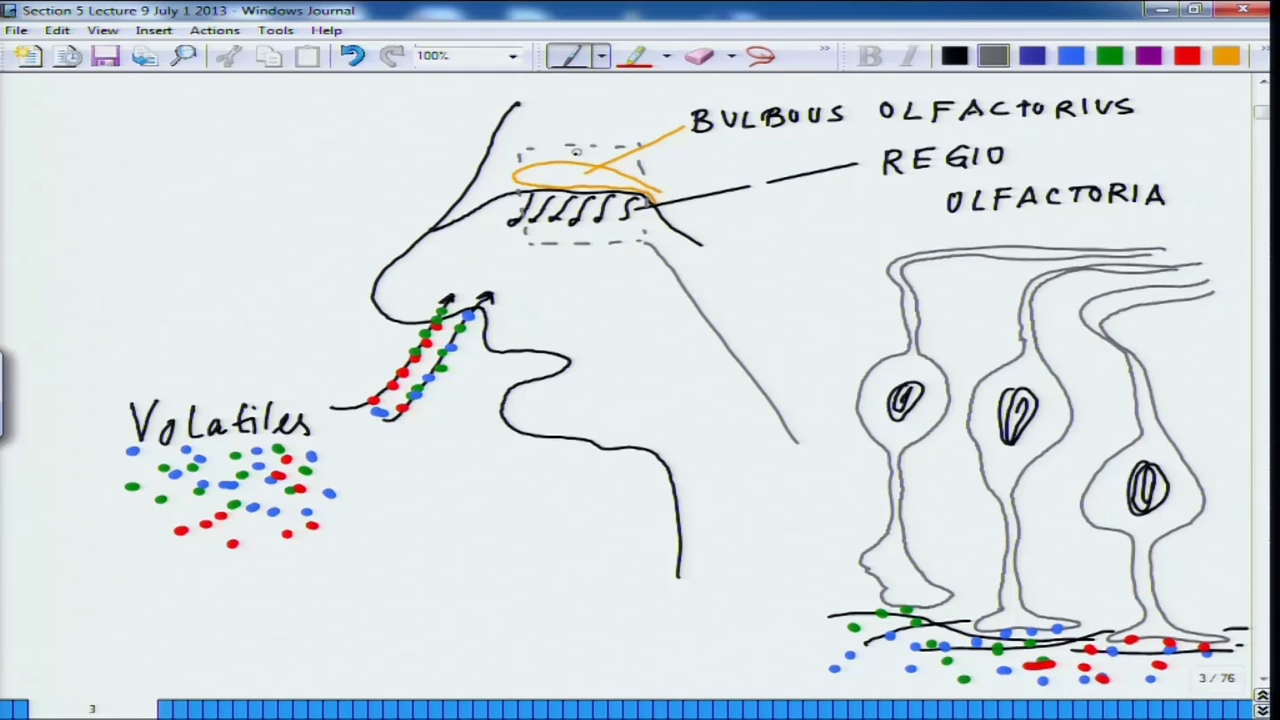 Section 5 Lecture 9 July 1 2013 - Windows Journal
File Edit View Insert Actions Tools Help
100%
B I
BULBOUS OLFACTORIUS
REGIO
OLFACTORIA
Volatiles
3 / 76
3